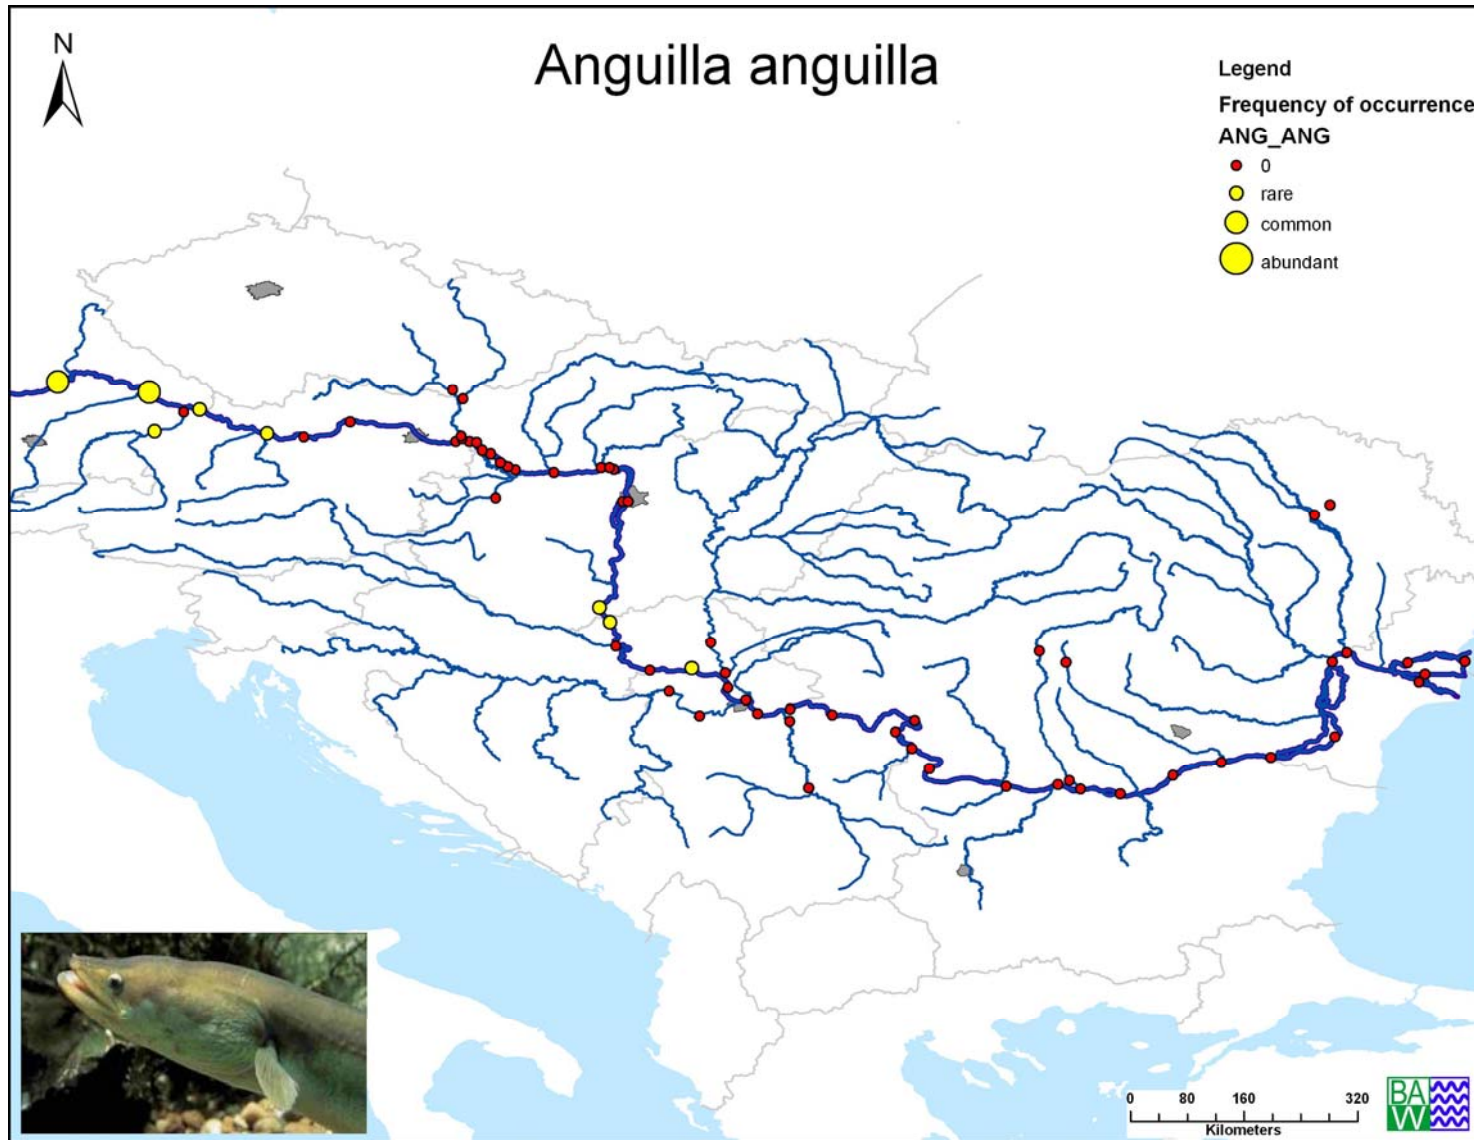 N
Anguilla anguilla
Legend
Frequency of occurrence
ANG_ANG
0
rare
common
abundant
0 80 160 320
Kilometers
BA
W